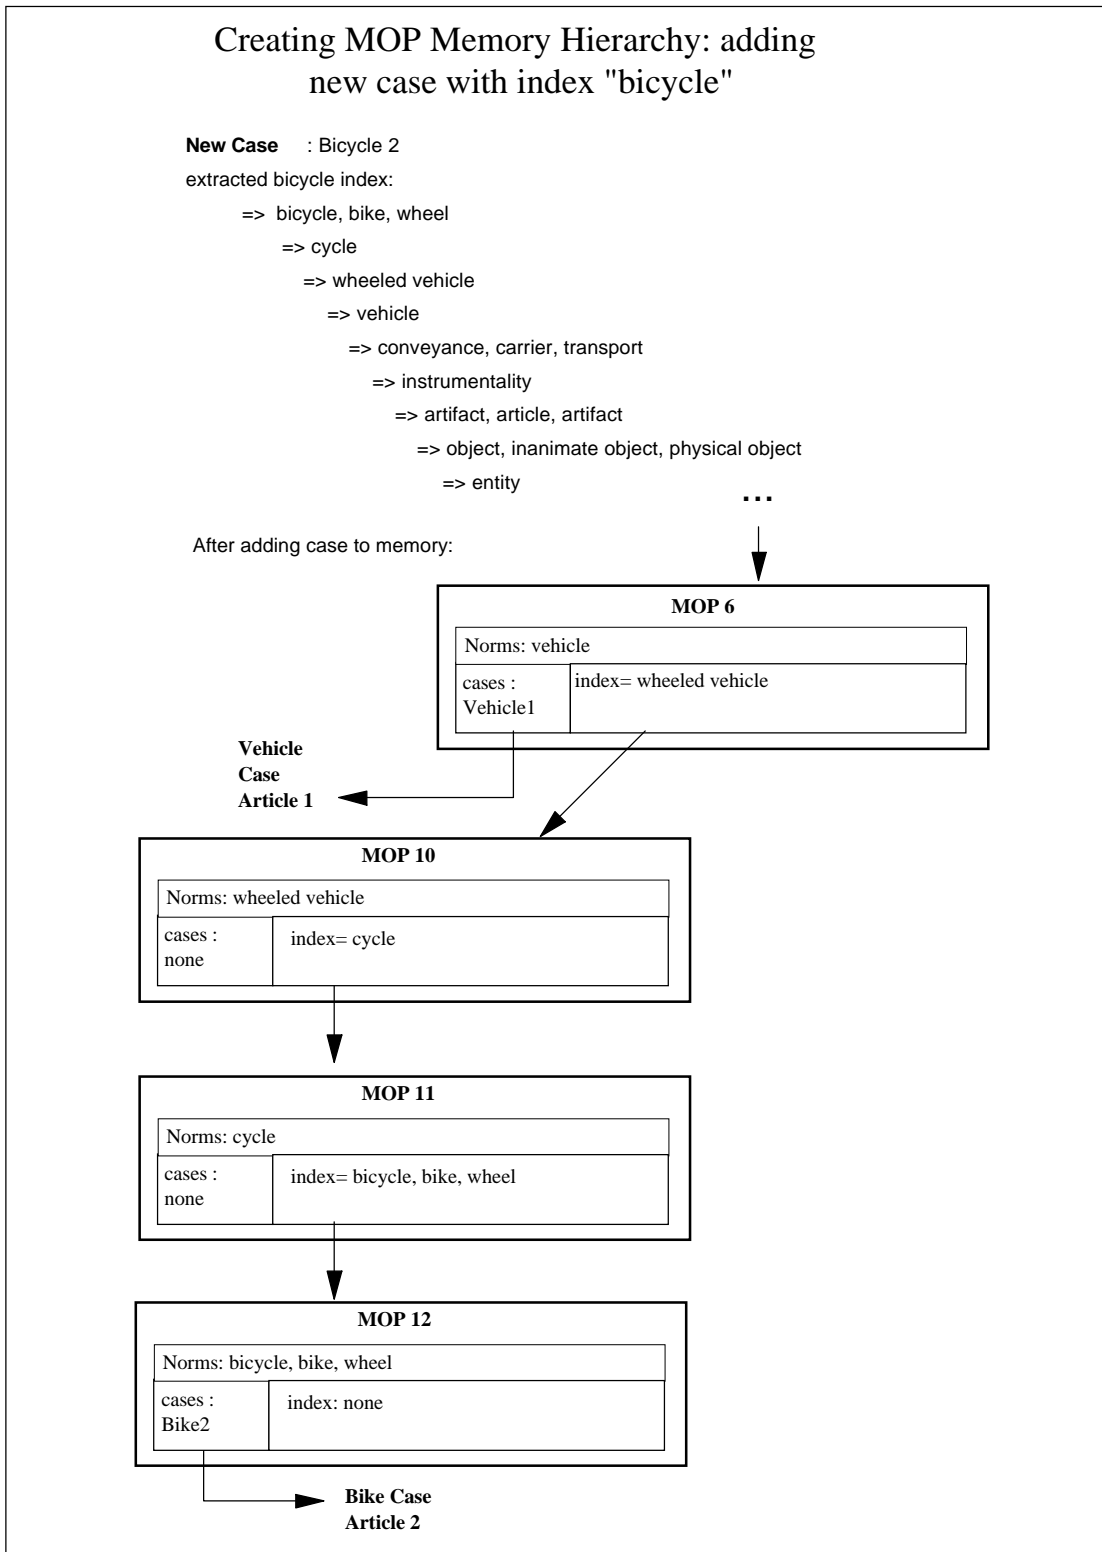 Creating MOP Memory Hierarchy: adding
new case with index "bicycle"
New Case : Bicycle 2
extracted bicycle index:
=> bicycle, bike, wheel
=> cycle
=> wheeled vehicle
=> vehicle
=> conveyance, carrier, transport
=> instrumentality
=> artifact, article, artifact
=> object, inanimate object, physical object
=> entity
...
After adding case to memory:
MOP 6
Norms: vehicle
cases :
Vehicle1
index= wheeled vehicle
Vehicle
Case
Article 1
MOP 10
Norms: wheeled vehicle
cases :
none
index= cycle
MOP 11
Norms: cycle
cases :
none
index= bicycle, bike, wheel
MOP 12
Norms: bicycle, bike, wheel
cases :
Bike2
index: none
Bike Case
Article 2